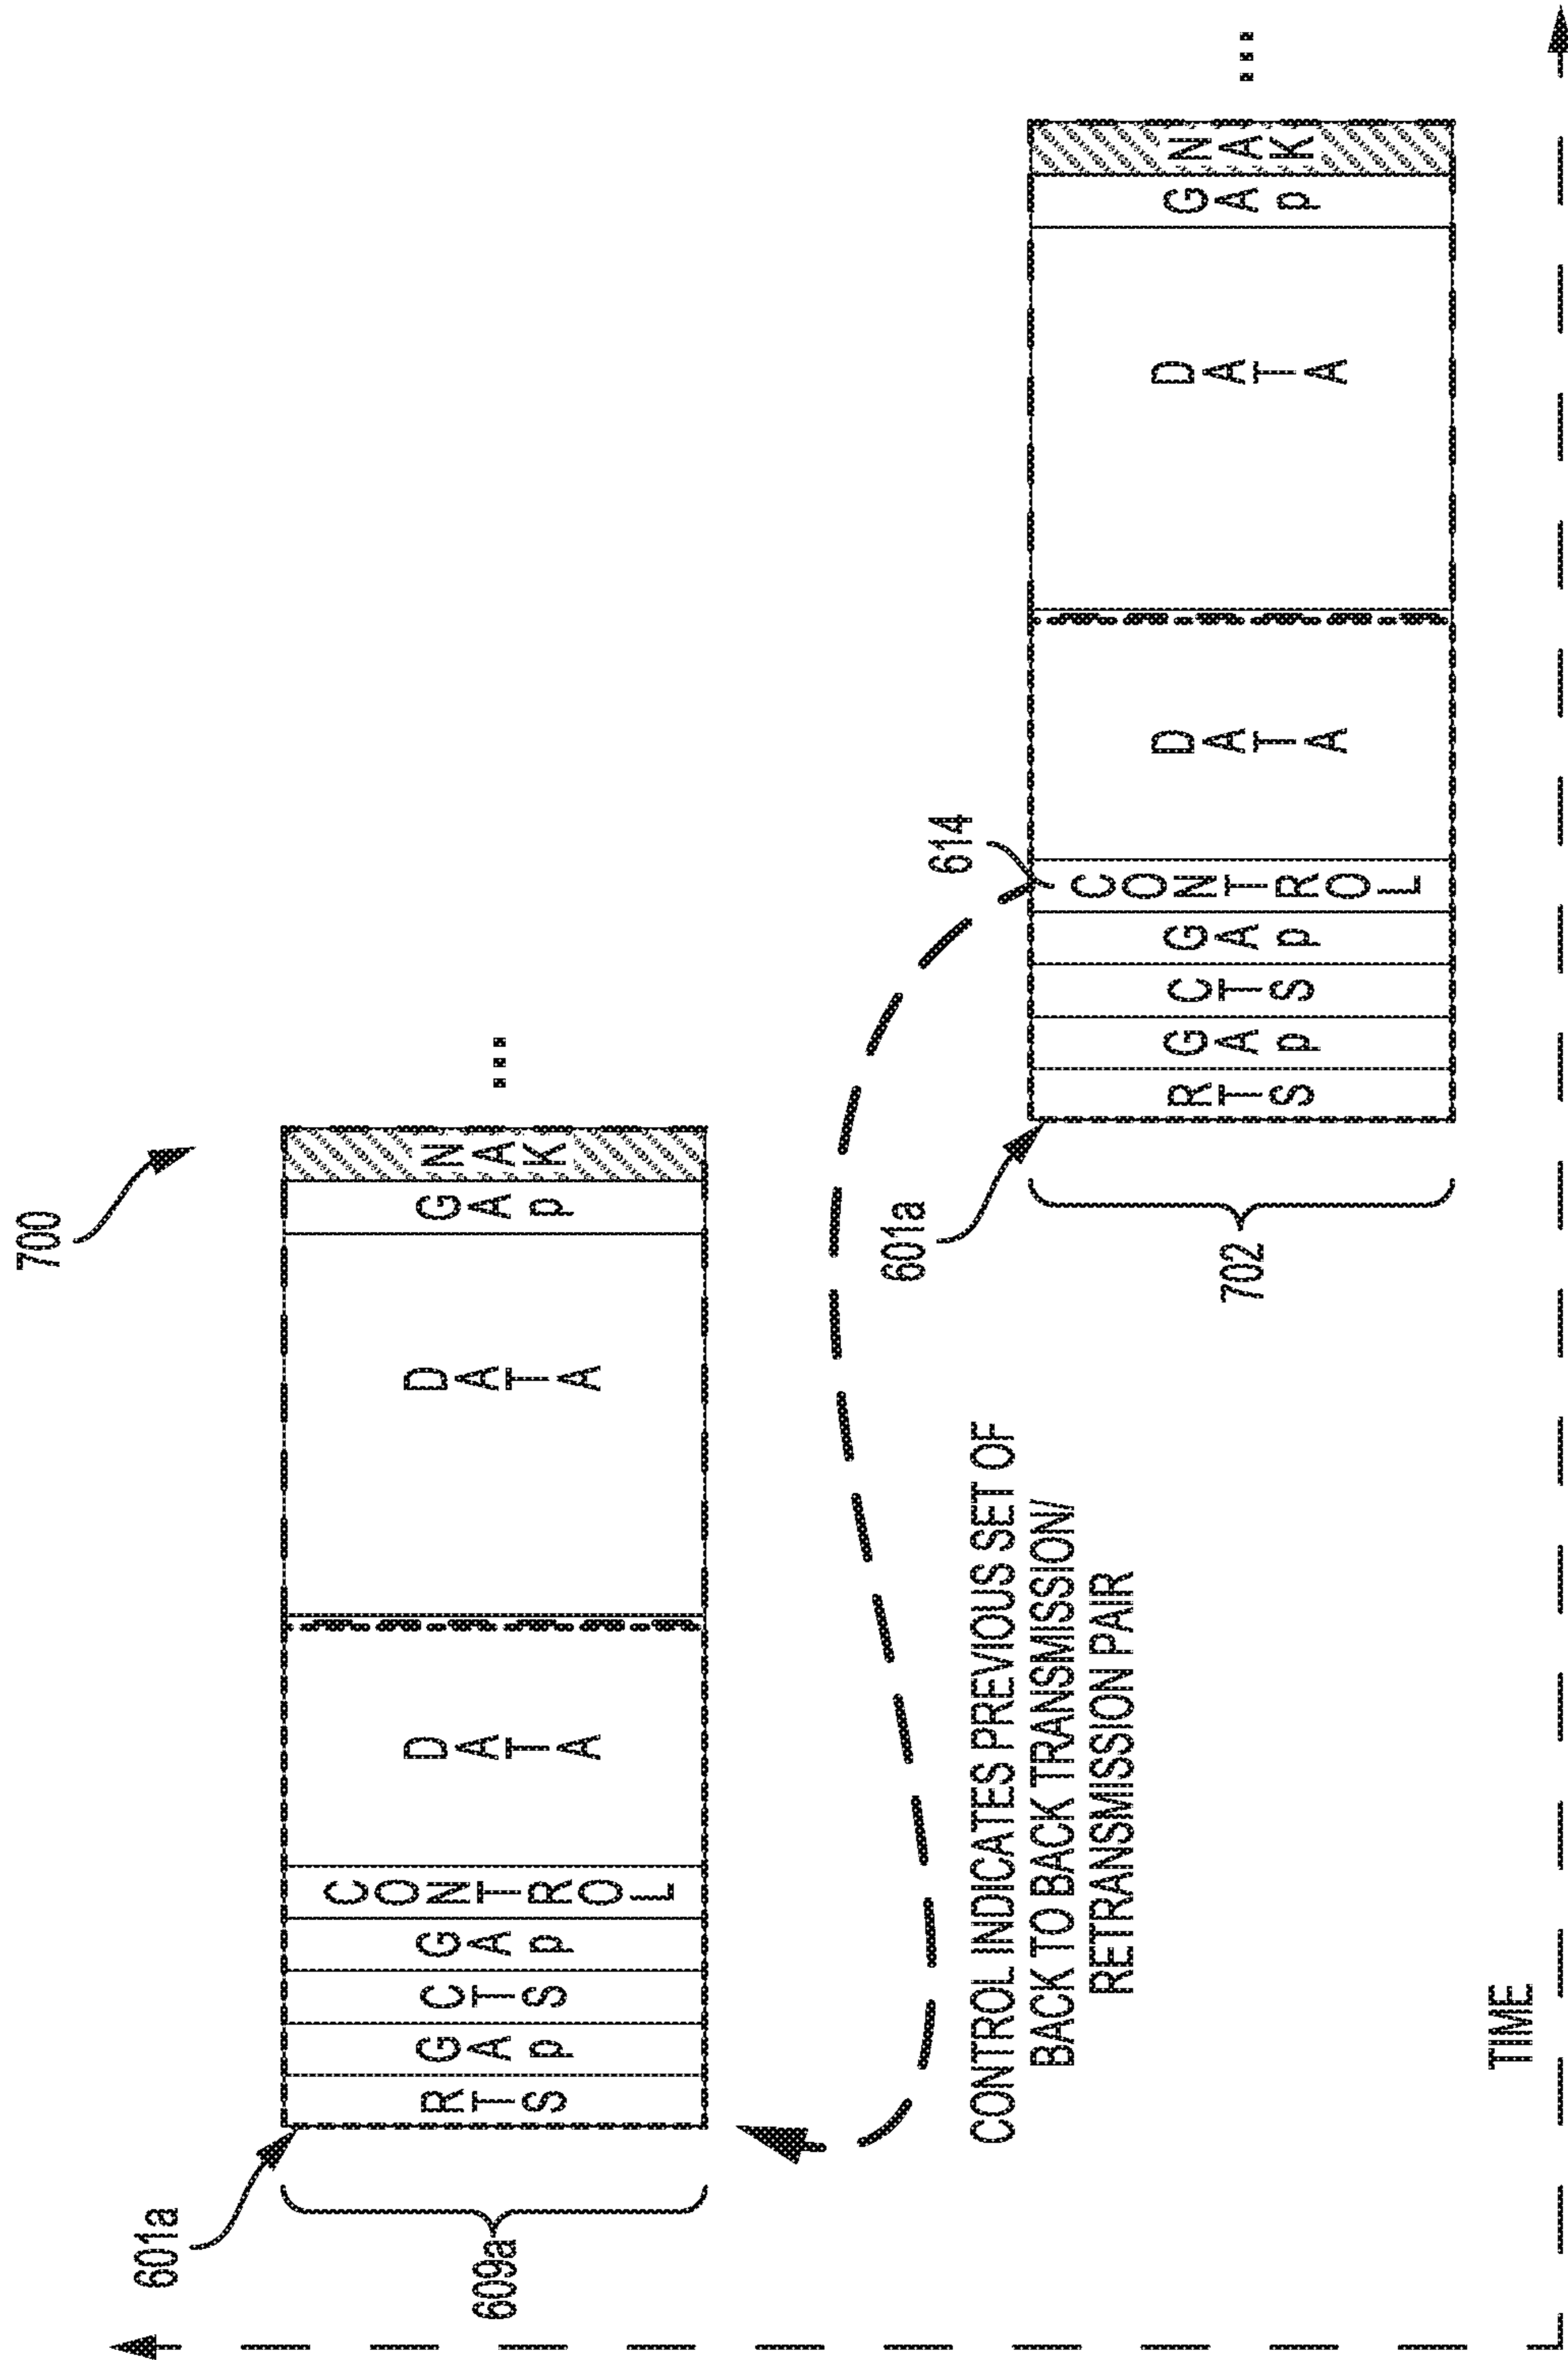 700
601a
609a
RTS
GAp
CTS
GAp
CONTROL
DATA
DATA
GAp
NAK
...
CONTROL INDICATES PREVIOUS SET OF
BACK TO BACK TRANSMISSION/
RETRANSMISSION PAIR
601a
614
702
RTS
GAp
CTS
GAp
CONTROL
DATA
DATA
GAp
NAK
...
TIME